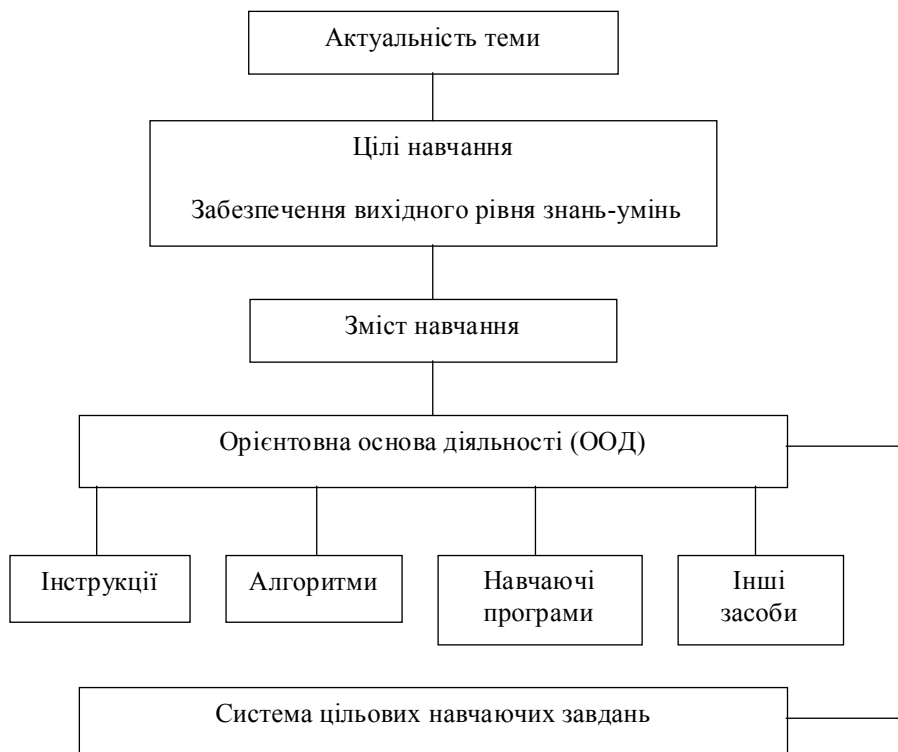 Актуальність теми
Цілі навчання
Забезпечення вихідного рівня знань-умінь
Зміст навчання
Орієнтовна основа діяльності (ООД)
Інструкції
Алгоритми
Навчаючі
програми
Інші
засоби
Система цільових навчаючих завдань